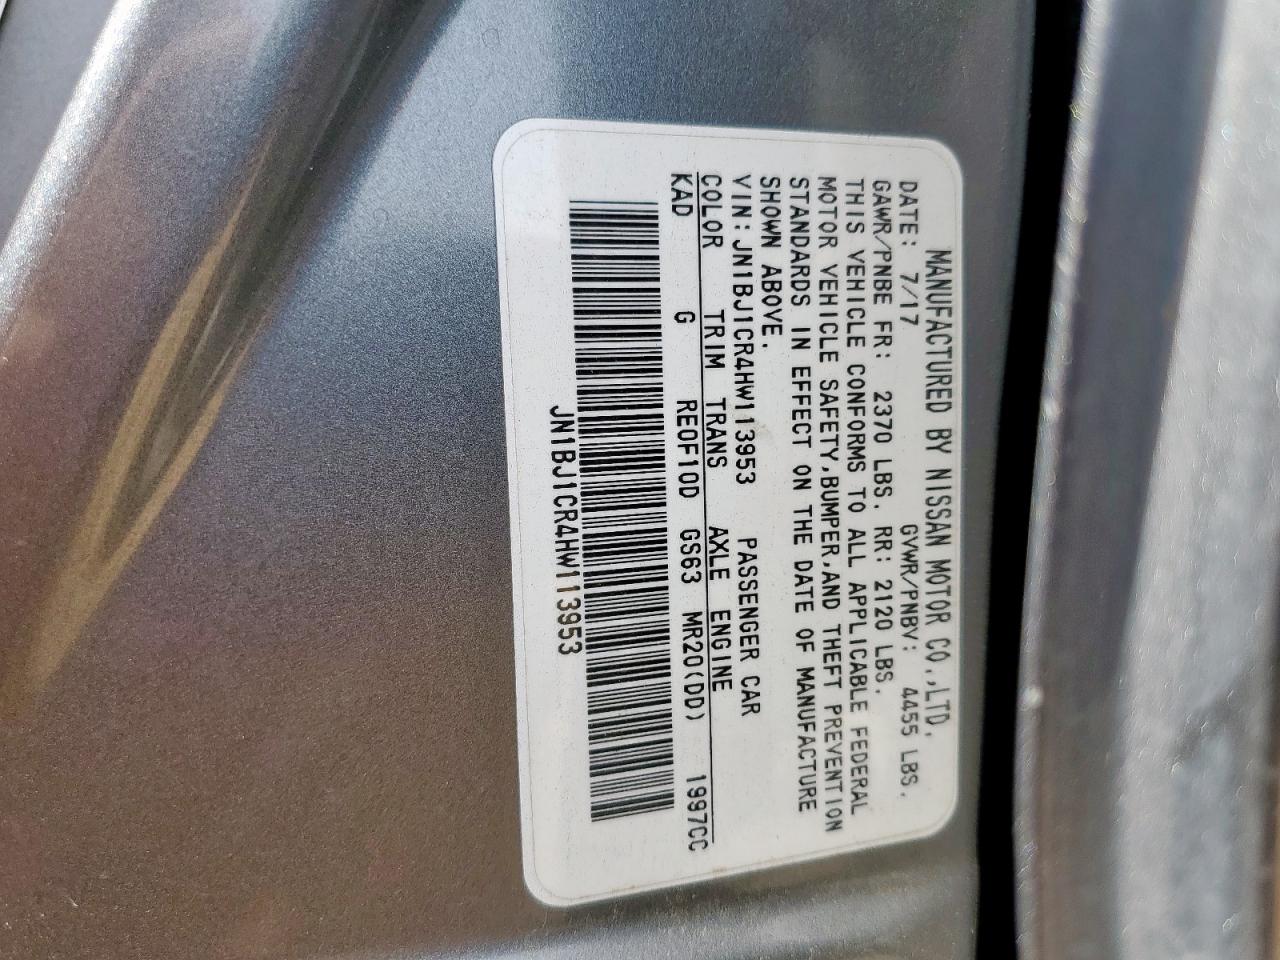 MANUFACTURED BY NISSAN MOTOR CO.,LTD.
DATE: 7/17 GVWR/PNBV: 4455 LBS.
GAWR/PNBE FR: 2370 LBS. RR: 2120 LBS.
THIS VEHICLE CONFORMS TO ALL APPLICABLE FEDERAL
MOTOR VEHICLE SAFETY,BUMPER,AND THEFT PREVENTION
STANDARDS IN EFFECT ON THE DATE OF MANUFACTURE
SHOWN ABOVE.
VIN:JN1BJ1CR4HW113953 PASSENGER CAR
COLOR TRIM TRANS AXLE ENGINE
KAD G RE0F10D GS63 MR20(DD) 1997CC
JN1BJ1CR4HW113953